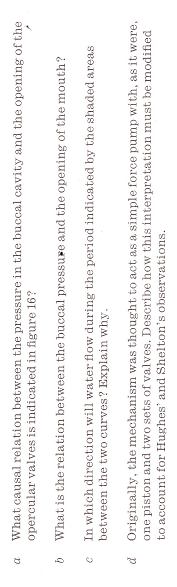 a What causal relation between the pressure in the buccal cavity and the opening of the
opercular valves is indicated in figure 16?
b What is the relation between the buccal pressure and the opening of the mouth?
c In which direction will water flow during the period indicated by the shaded areas
between the two curves? Explain why.
d Originally, the mechanism was thought to act as a simple force pump with, as it were,
one piston and two sets of valves. Describe how this interpretation must be modified
to account for Hughes' and Shelton's observations.